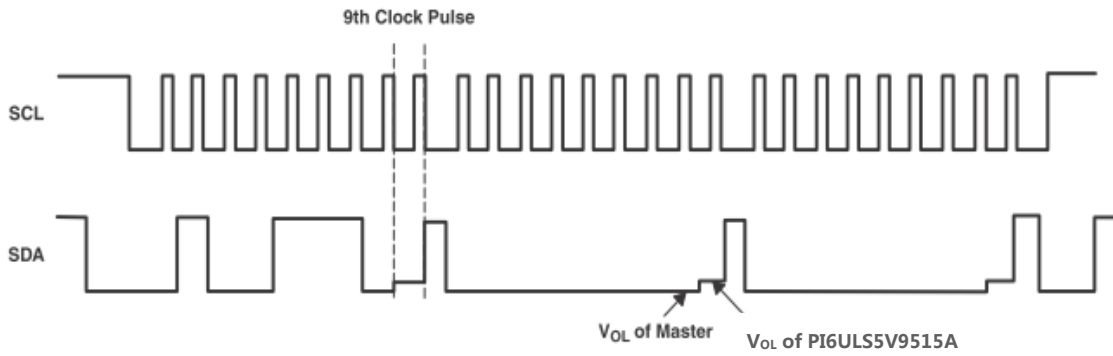 9th Clock Pulse
SCL
SDA
VOL of Master
VOL of PI6ULS5V9515A